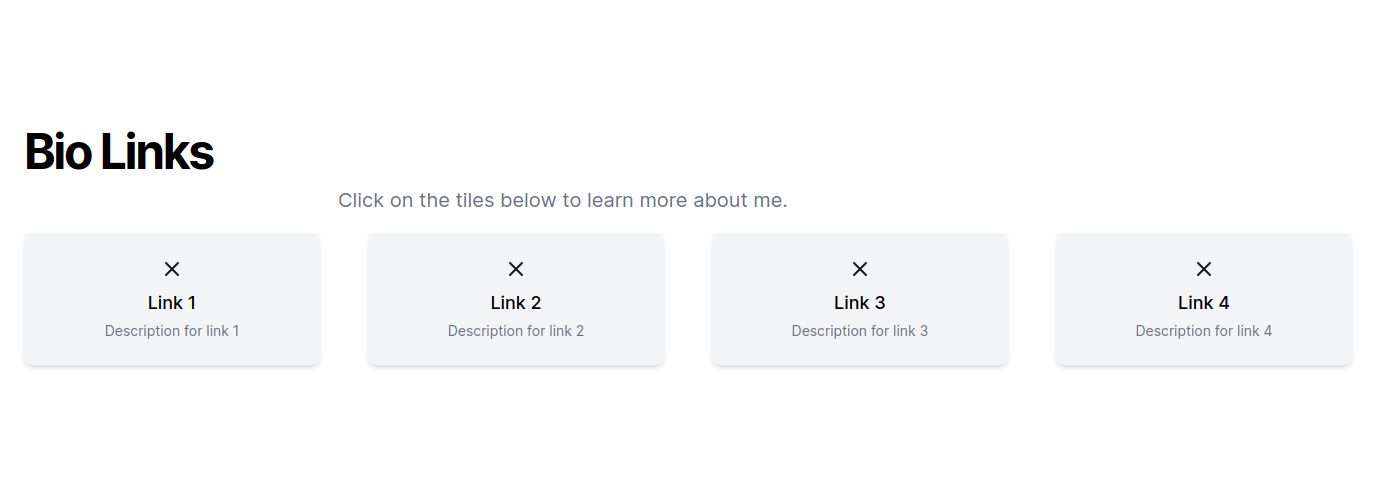 Bio Links
Click on the tiles below to learn more about me.
Link 1
Description for link 1
Link 2
Description for link 2
Link 3
Description for link 3
Link 4
Description for link 4